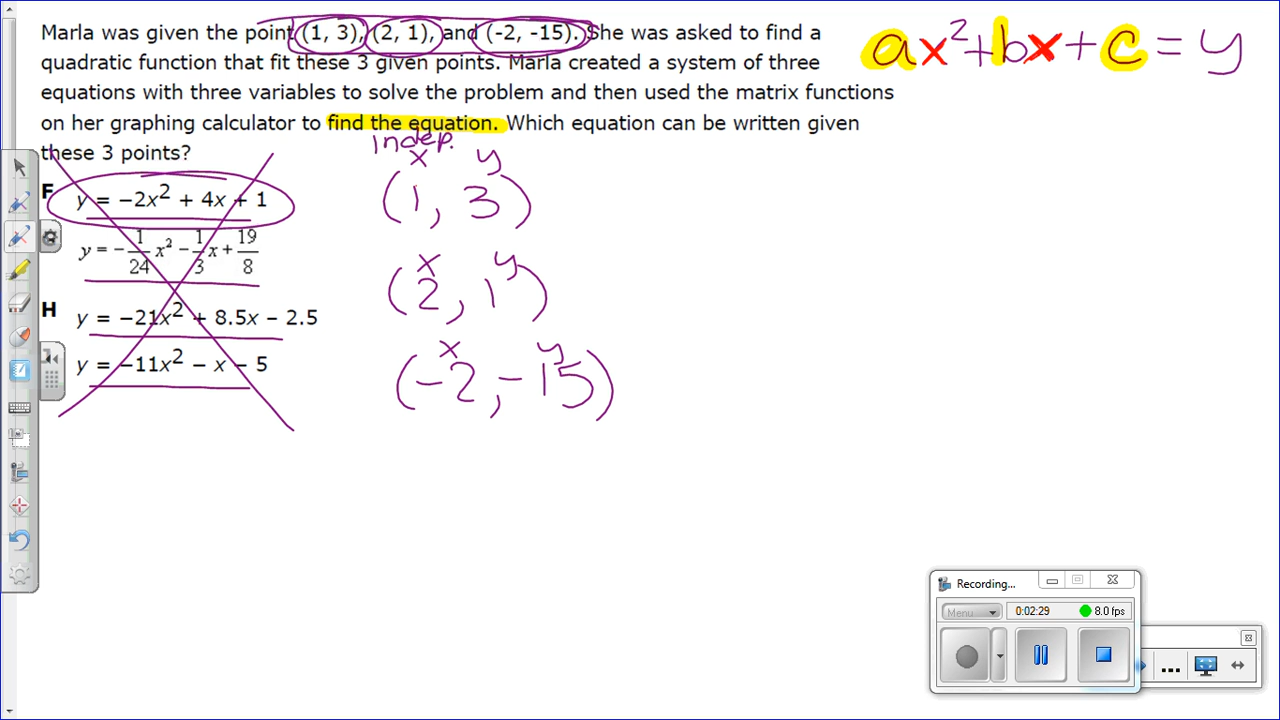 Marla was given the point (1, 3), (2, 1), and (-2, -15). She was asked to find a
quadratic function that fit these 3 given points. Marla created a system of three
equations with three variables to solve the problem and then used the matrix functions
on her graphing calculator to find the equation. Which equation can be written given
these 3 points?
ax²+bx+c=y
F y = −2x² + 4x + 1
y = −1/24 x² − 1/3 x + 19/8
H y = −21x² + 8.5x − 2.5
y = −11x² − x − 5
indep.
x y
(1, 3)
x y
(2, 1)
x y
(-2, -15)
Recording...
Menu
0:02:29
8.0 fps
...